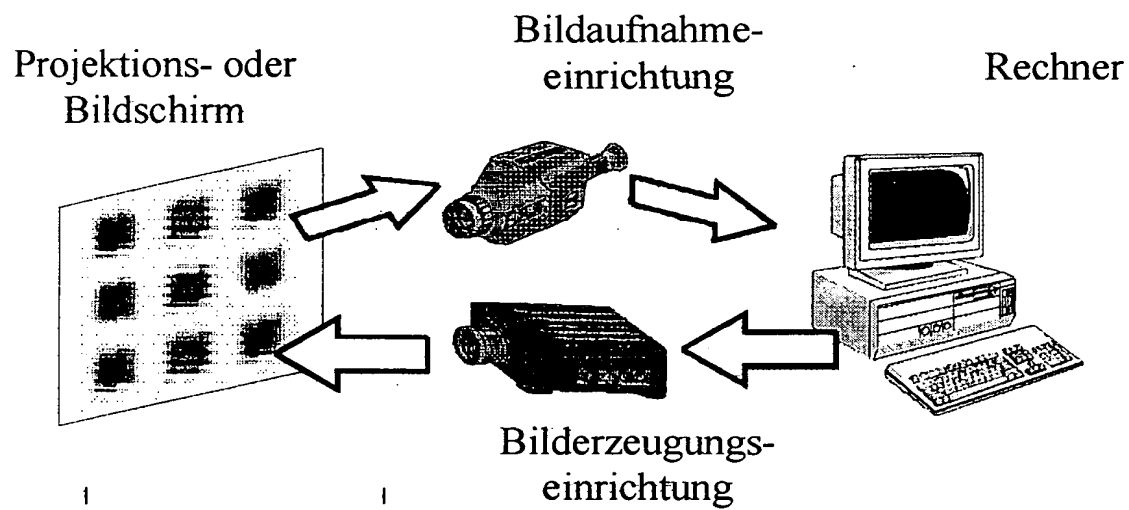 Projektions- oder
Bildschirm
Bildaufnahme-
einrichtung
Rechner
Bilderzeugungs-
einrichtung